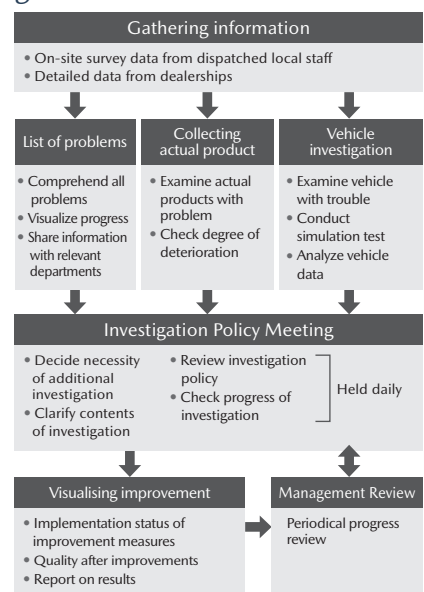 Gathering information
• On-site survey data from dispatched local staff
• Detailed data from dealerships
List of problems
• Comprehend all
problems
• Visualize progress
• Share information
with relevant
departments
Collecting
actual product
• Examine actual
products with
problem
• Check degree of
deterioration
Vehicle
investigation
• Examine vehicle
with trouble
• Conduct
simulation test
• Analyze vehicle
data
Investigation Policy Meeting
• Decide necessity
of additional
investigation
• Clarify contents
of investigation
• Review investigation
policy
• Check progress of
investigation
Held daily
Visualising improvement
• Implementation status of
improvement measures
• Quality after improvements
• Report on results
Management Review
Periodical progress
review